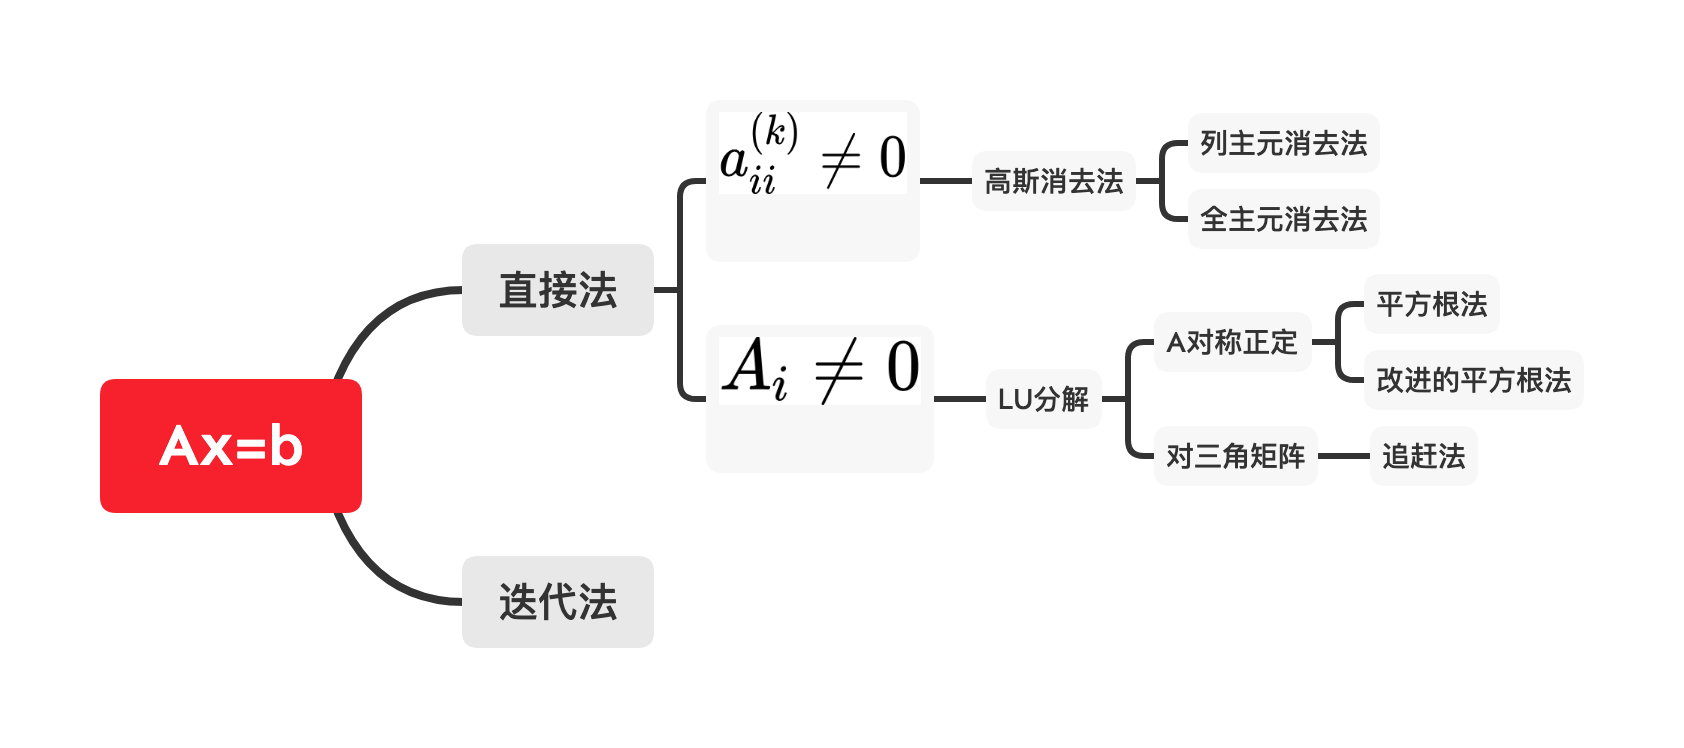 Ax=b
直接法
a_{ii}^{(k)} ≠ 0
高斯消去法
列主元消去法
全主元消去法
A_i ≠ 0
LU分解
A对称正定
平方根法
改进的平方根法
对三角矩阵
追赶法
迭代法